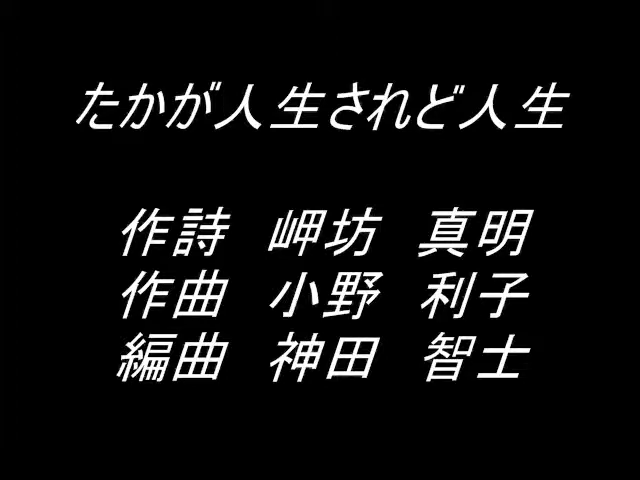 たかが人生されど人生
作詩 岬坊 真明
作曲 小野 利子
編曲 神田 智士